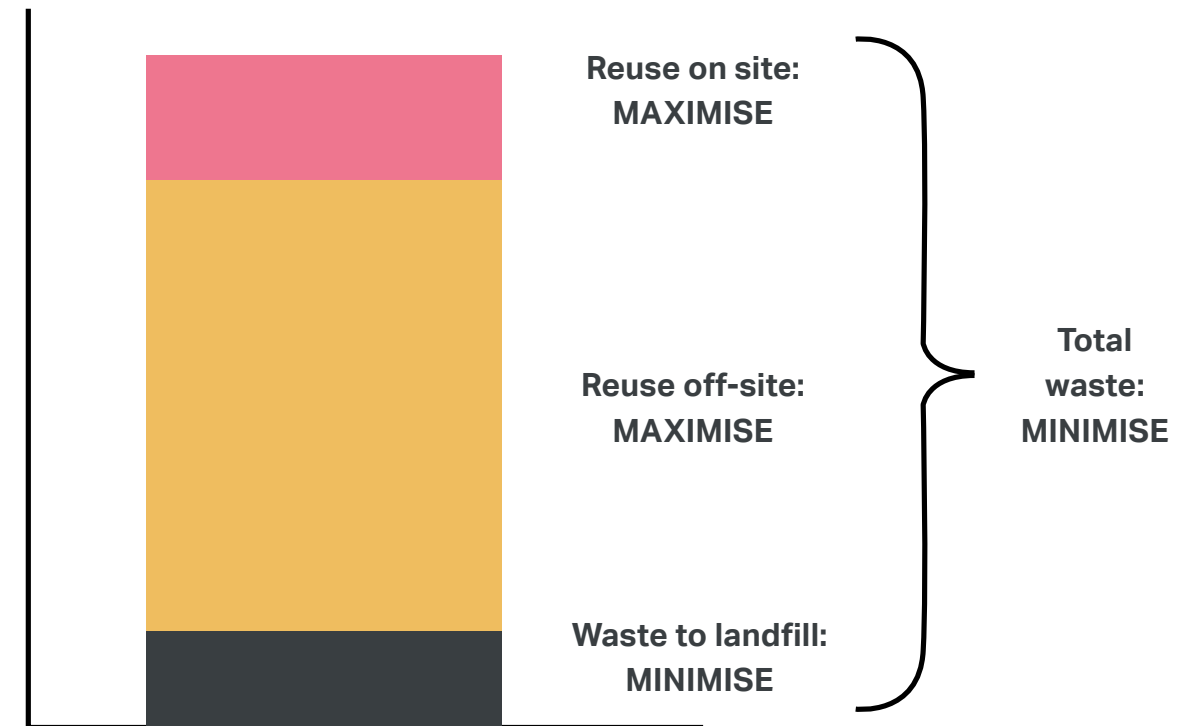 Reuse on site:
MAXIMISE
Reuse off-site:
MAXIMISE
Waste to landfill:
MINIMISE
Total
waste:
MINIMISE